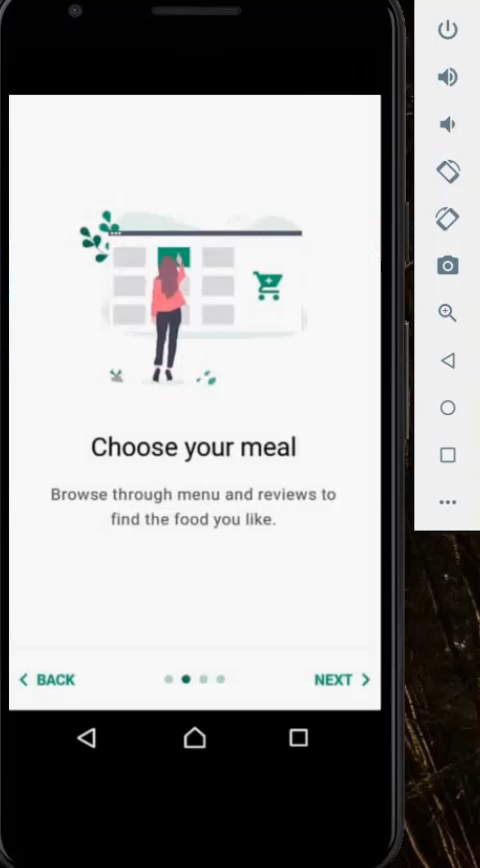 Choose your meal
Browse through menu and reviews to
find the food you like.
BACK
NEXT